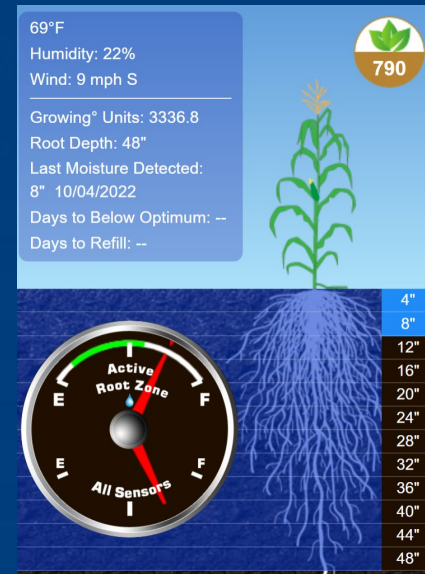 69°F
Humidity: 22%
Wind: 9 mph S
Growing° Units: 3336.8
Root Depth: 48"
Last Moisture Detected:
8" 10/04/2022
Days to Below Optimum: --
Days to Refill: --
790
4"
8"
12"
16"
20"
24"
28"
32"
36"
40"
44"
48"
Active
Root Zone
E F
E F
All Sensors